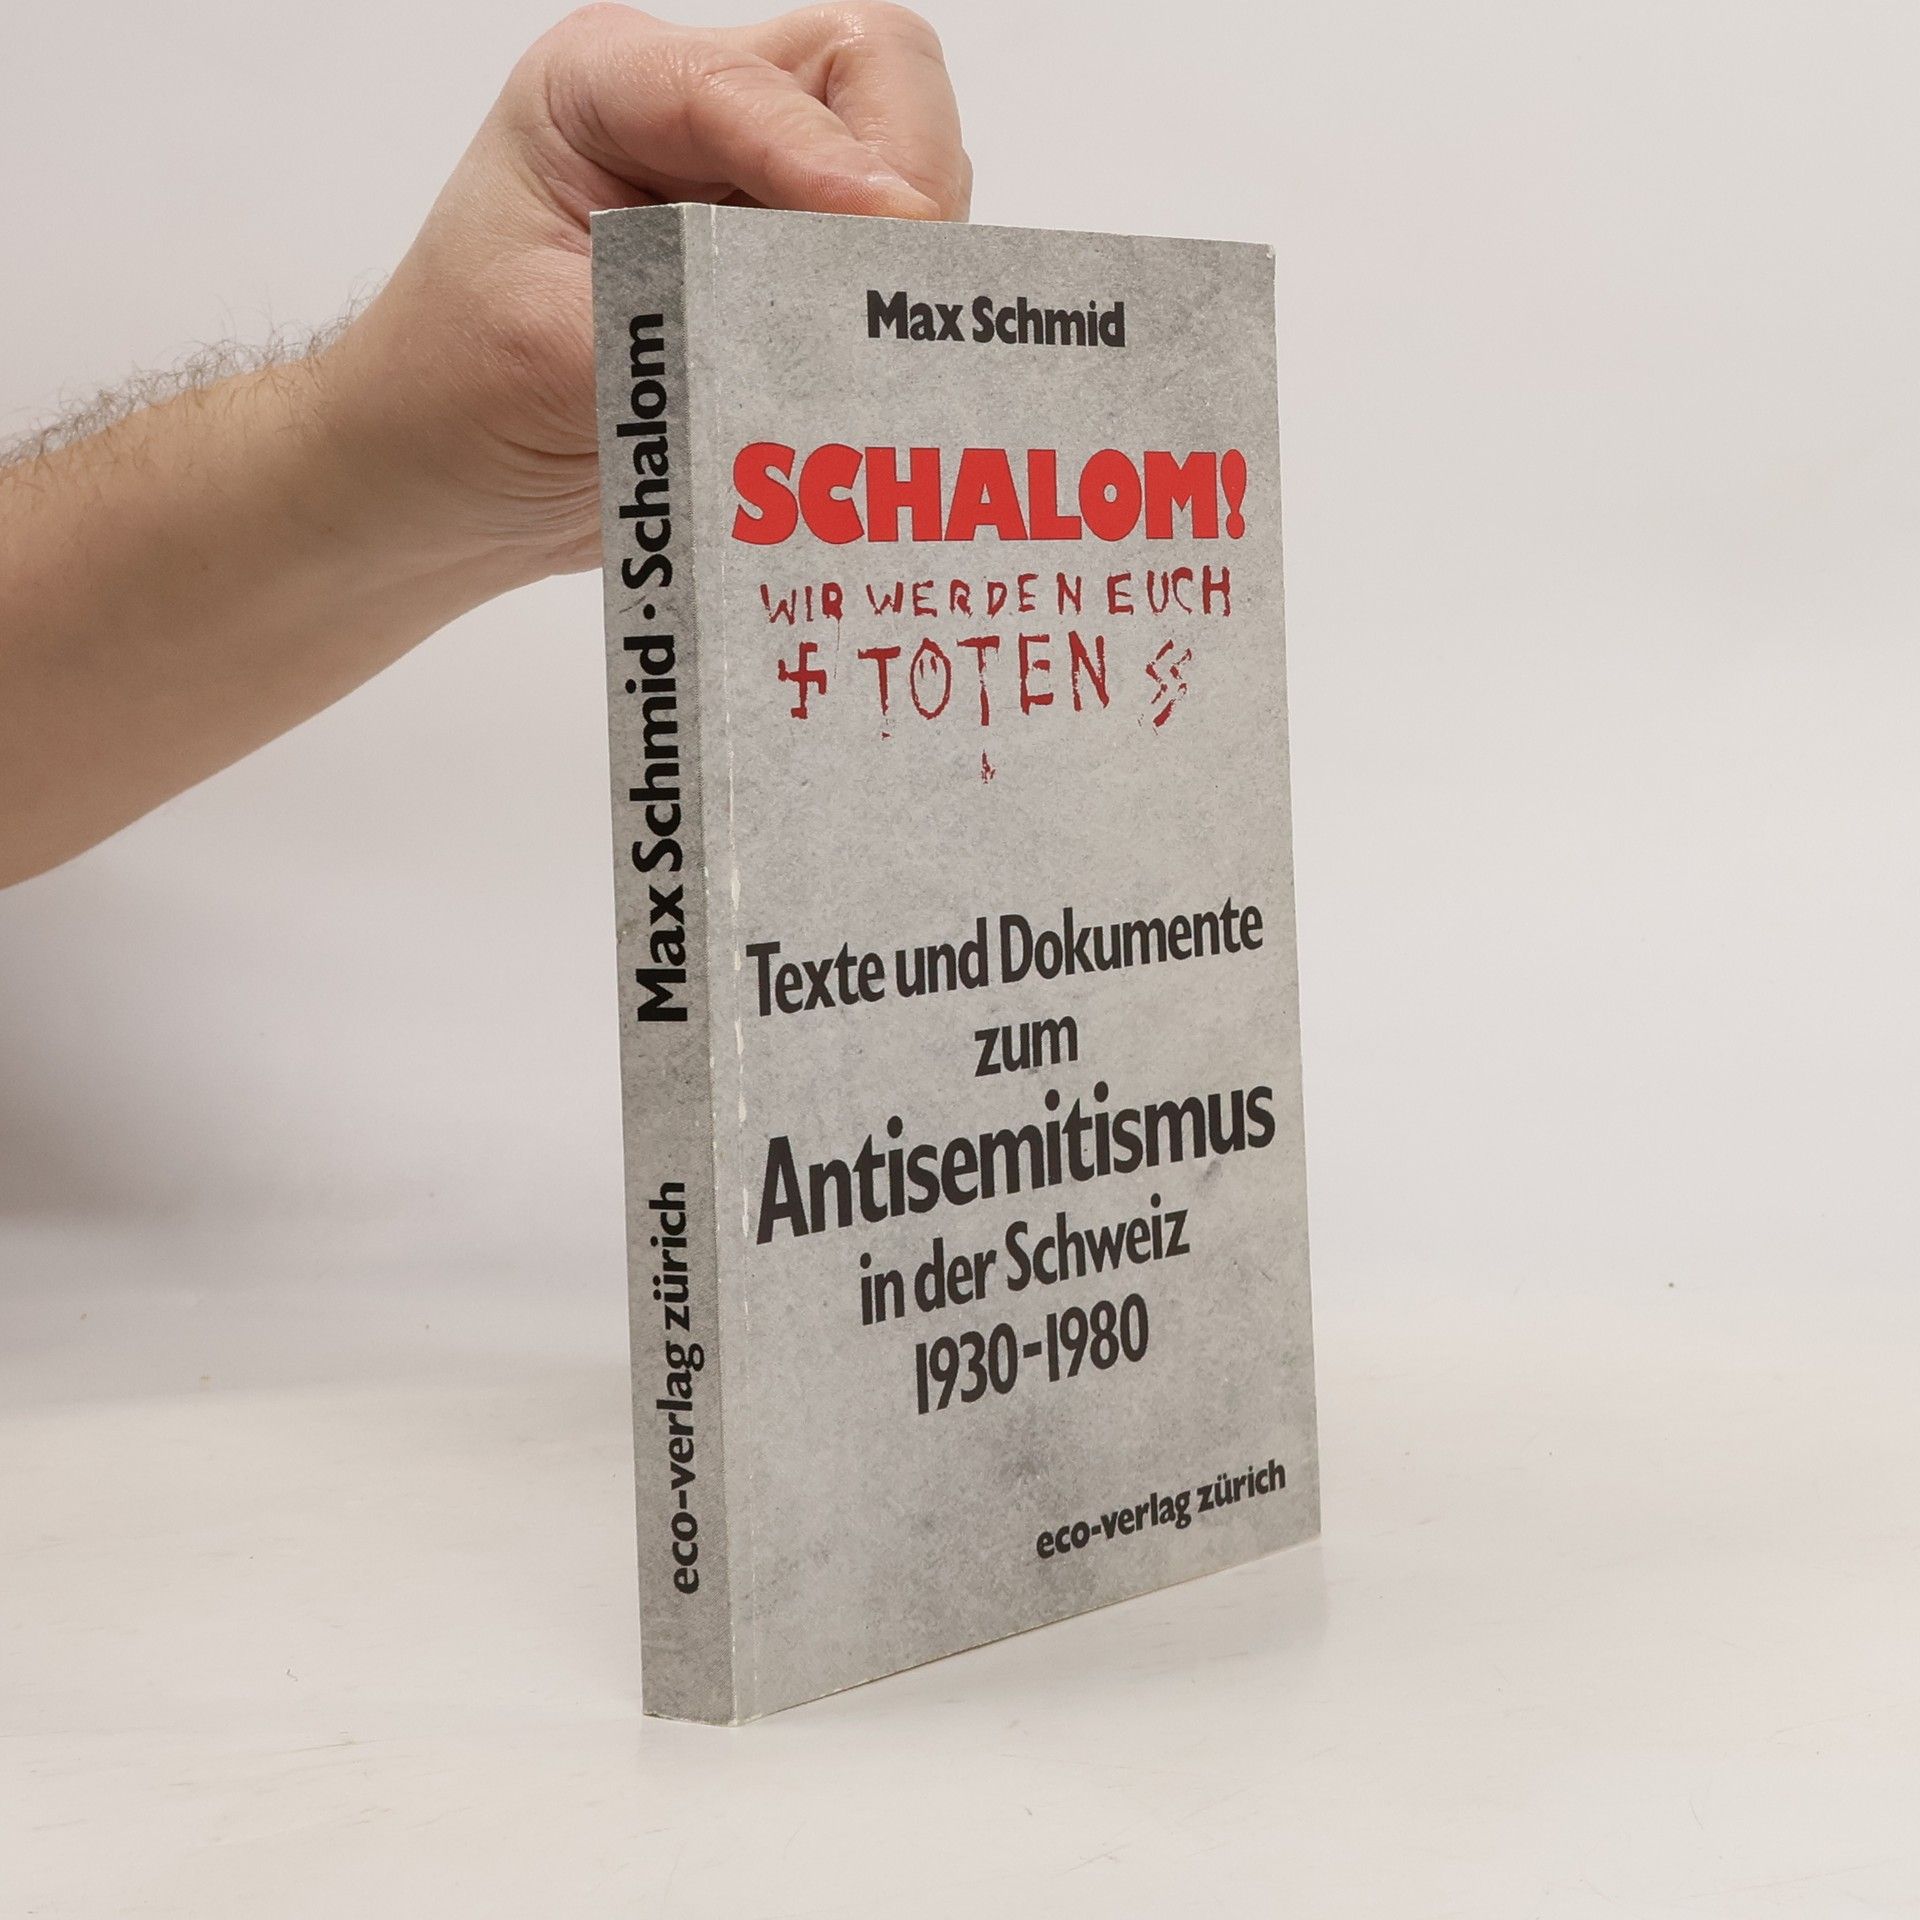 Max Schmid · Schalom
eco-verlag zürich
Max Schmid
SCHALOM!
WIR WERDEN EUCH
TÖTEN
Texte und Dokumente
zum
Antisemitismus
in der Schweiz
1930-1980
eco-verlag zürich